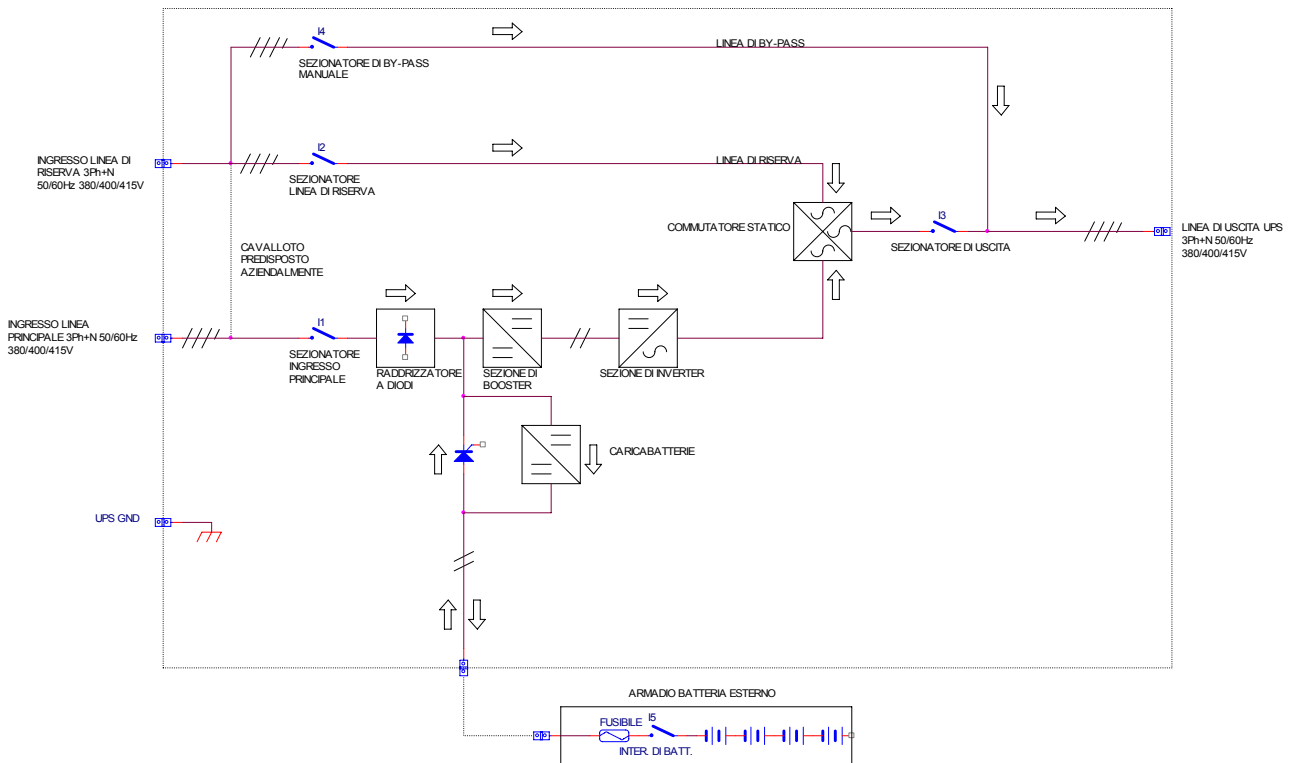 I4
LINEA DI BY-PASS
SEZIONATORE DI BY-PASS
MANUALE
INGRESSO LINEA DI
RISERVA 3Ph+N
50/60Hz 380/400/415V
I2
LINEA DI RISERVA
SEZIONATORE
LINEA DI RISERVA
COMMUTATORE STATICO
I3
SEZIONATORE DI USCITA
LINEA DI USCITA UPS
3Ph+N 50/60Hz
380/400/415V
CAVALLOTO
PREDISPOSTO
AZIENDALMENTE
INGRESSO LINEA
PRINCIPALE 3Ph+N 50/60Hz
380/400/415V
I1
SEZIONATORE
INGRESSO
PRINCIPALE
RADDRIZZATORE
A DIODI
SEZIONE DI
BOOSTER
SEZIONE DI INVERTER
CARICABATTERIE
UPS GND
ARMADIO BATTERIA ESTERNO
FUSIBILE
I5
INTER. DI BATT.